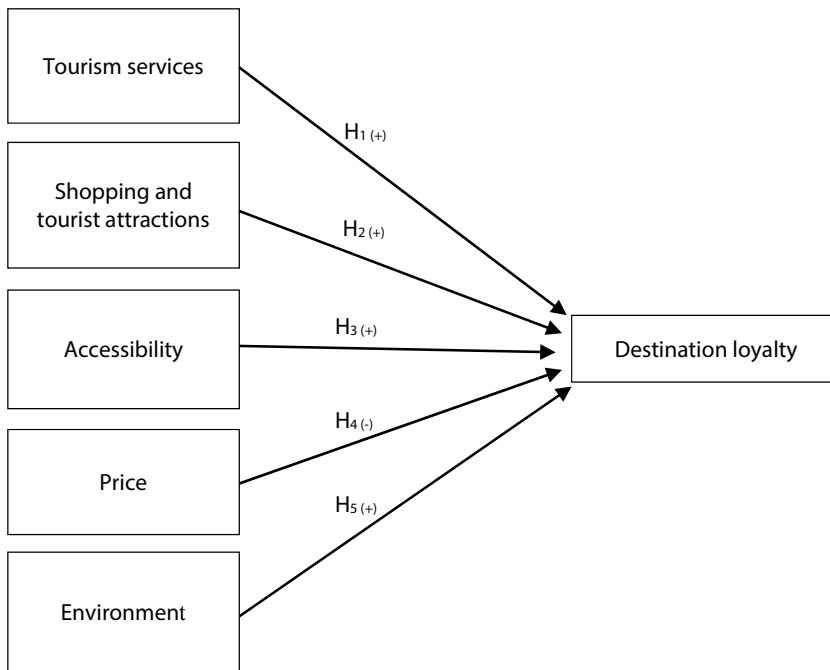 Tourism services
H1 (+)
Shopping and
tourist attractions
H2 (+)
Accessibility
H3 (+)
Destination loyalty
H4 (-)
Price
H5 (+)
Environment